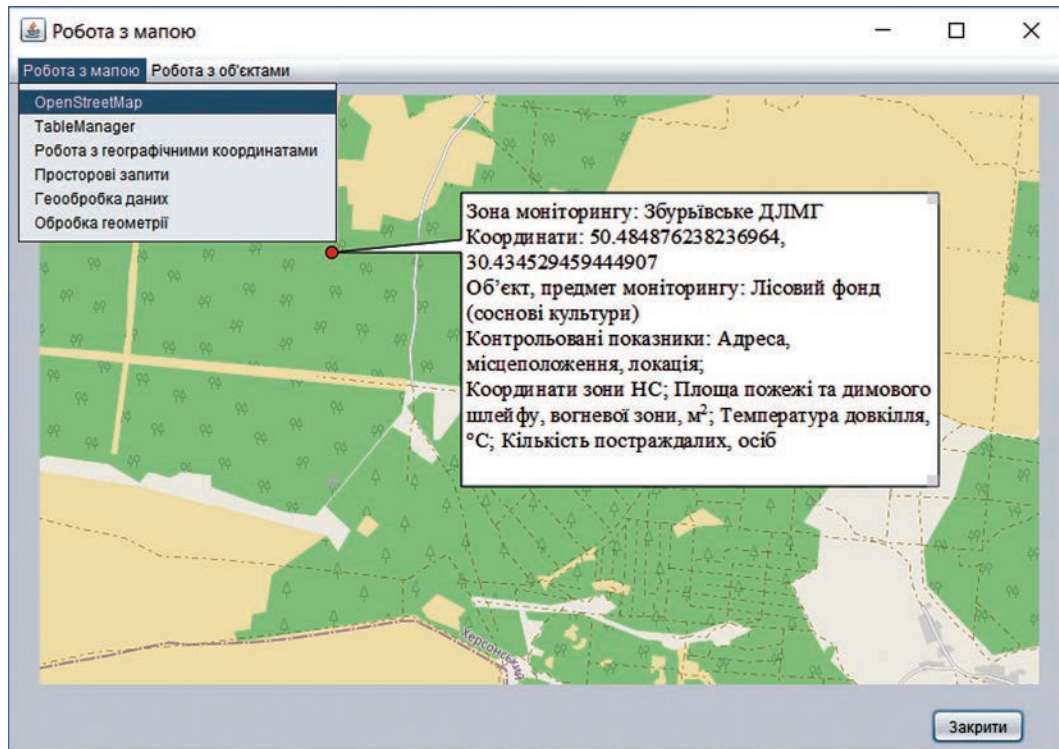 Робота з мапою
Робота з мапою Робота з об'єктами
OpenStreetMap
TableManager
Робота з географічними координатами
Просторові запити
Геообробка даних
Обробка геометрії
Зона моніторингу: Збурʼївське ДЛМГ
Координати: 50.484876238236964,
30.434529459444907
Об’єкт, предмет моніторингу: Лісовий фонд
(соснові культури)
Контрольовані показники: Адреса,
місцеположення, локація;
Координати зони НС; Площа пожежі та димового
шлейфу, вогневої зони, м²; Температура довкілля,
°С; Кількість постраждалих, осіб
Херсонський
Закрити